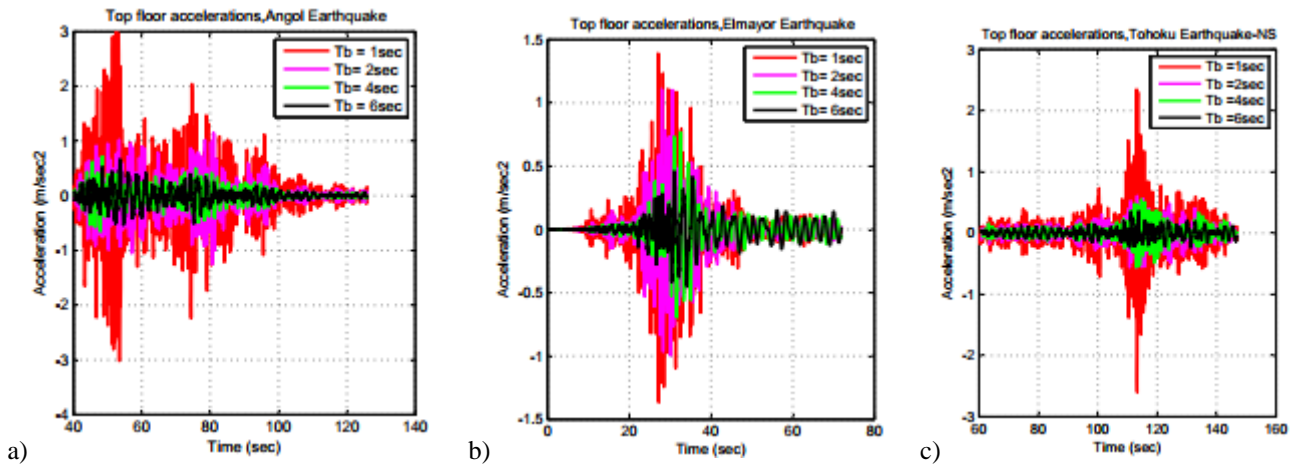 Top floor accelerations,Angol Earthquake
Tb = 1sec
Tb= 2sec
Tb = 4sec
Tb = 6sec
Acceleration (m/sec2
3
2
1
0
-1
-2
-3
-4
40 60 80 100 120 140
Time (sec)
a)
Top floor accelerations,Elmayor Earthquake
Tb= 1sec
Tb= 2sec
Tb= 4sec
Tb= 6sec
Acceleration (m/sec2
1.5
1
0.5
0
-0.5
-1
-1.5
0 20 40 60 80
Time (sec)
b)
Top floor accelerations,Tohoku Earthquake-NS
Tb =1sec
Tb =2sec
Tb =4sec
Tb =6sec
Acceleration (m/sec2
3
2
1
0
-1
-2
-3
60 80 100 120 140 160
Time (sec)
c)